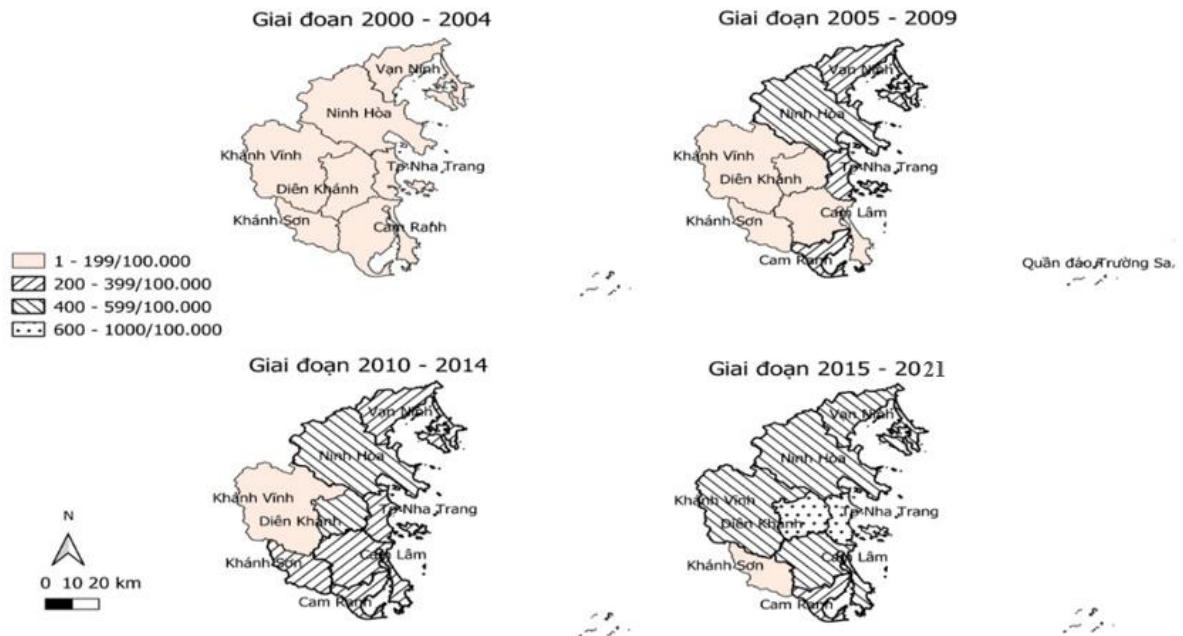 Giai đoạn 2000 - 2004
Vạn Ninh
Ninh Hòa
Khánh Vĩnh
Tp Nha Trang
Diên Khánh
Khánh Sơn
Cam Ranh
Giai đoạn 2005 - 2009
Vạn Ninh
Ninh Hòa
Khánh Vĩnh
Tp Nha Trang
Diên Khánh
Khánh Sơn
Cam Lâm
Cam Ranh
Quần đảo Trường Sa
1 - 199/100.000
200 - 399/100.000
400 - 599/100.000
600 - 1000/100.000
Giai đoạn 2010 - 2014
Vạn Ninh
Ninh Hòa
Khánh Vĩnh
Tp Nha Trang
Diên Khánh
Cam Lâm
Khánh Sơn
Cam Ranh
Giai đoạn 2015 - 2021
Vạn Ninh
Ninh Hòa
Khánh Vĩnh
Tp Nha Trang
Diên Khánh
Cam Lâm
Khánh Sơn
Cam Ranh
N
0 10 20 km